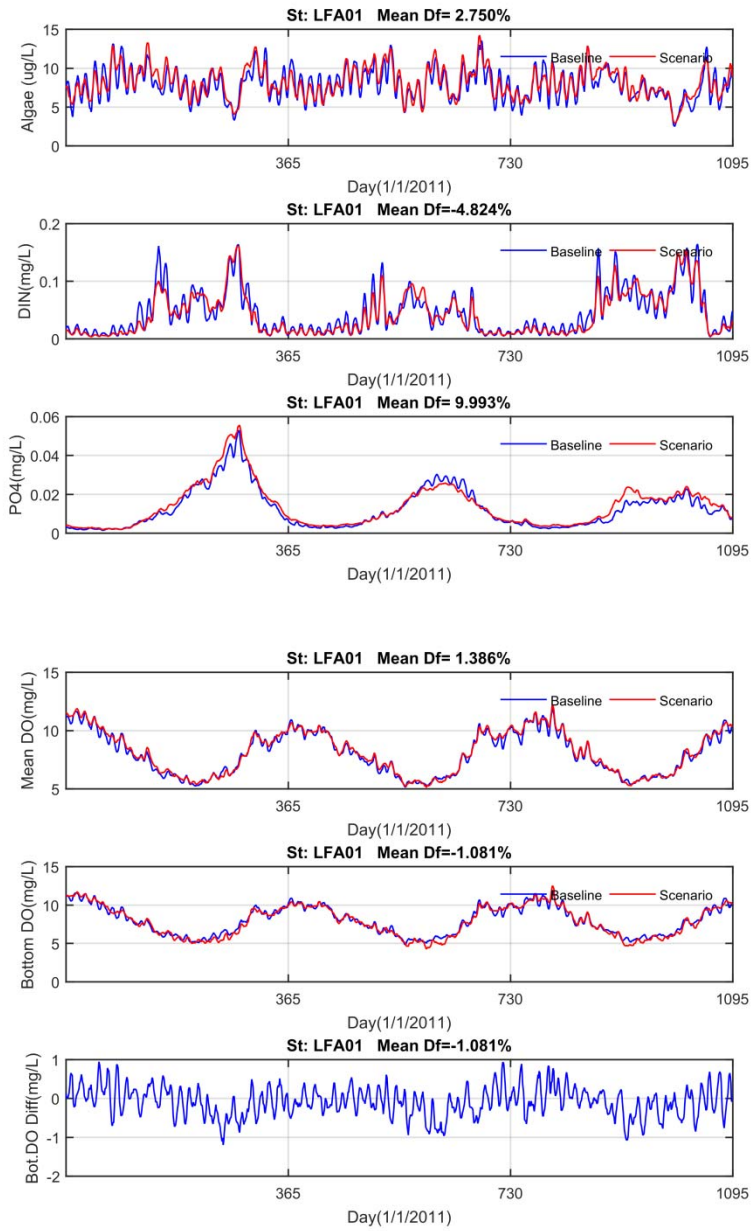 St: LFA01 Mean Df= 2.750%
15
10
5
0
Algae (ug/L)
Baseline
Scenario
365
730
1095
Day(1/1/2011)
St: LFA01 Mean Df=-4.824%
0.2
0.1
0
DIN(mg/L)
Baseline
Scenario
365
730
1095
Day(1/1/2011)
St: LFA01 Mean Df= 9.993%
0.06
0.04
0.02
0
PO4(mg/L)
Baseline
Scenario
365
730
1095
Day(1/1/2011)
St: LFA01 Mean Df= 1.386%
15
10
5
Mean DO(mg/L)
Baseline
Scenario
365
730
1095
Day(1/1/2011)
St: LFA01 Mean Df=-1.081%
15
10
5
0
Bottom DO(mg/L)
Baseline
Scenario
365
730
1095
Day(1/1/2011)
St: LFA01 Mean Df=-1.081%
1
0
-1
-2
Bot.DO Diff(mg/L)
365
730
1095
Day(1/1/2011)